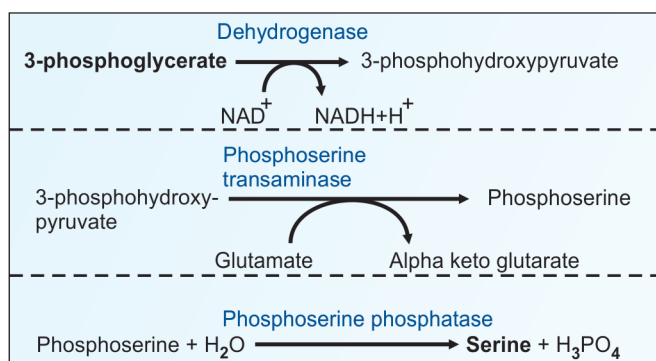 Dehydrogenase
3-phosphoglycerate 3-phosphohydroxypyruvate
NAD+ NADH+H+
Phosphoserine
transaminase
3-phosphohydroxy-
pyruvate
Phosphoserine
Glutamate Alpha keto glutarate
Phosphoserine phosphatase
Phosphoserine + H2O Serine + H3PO4